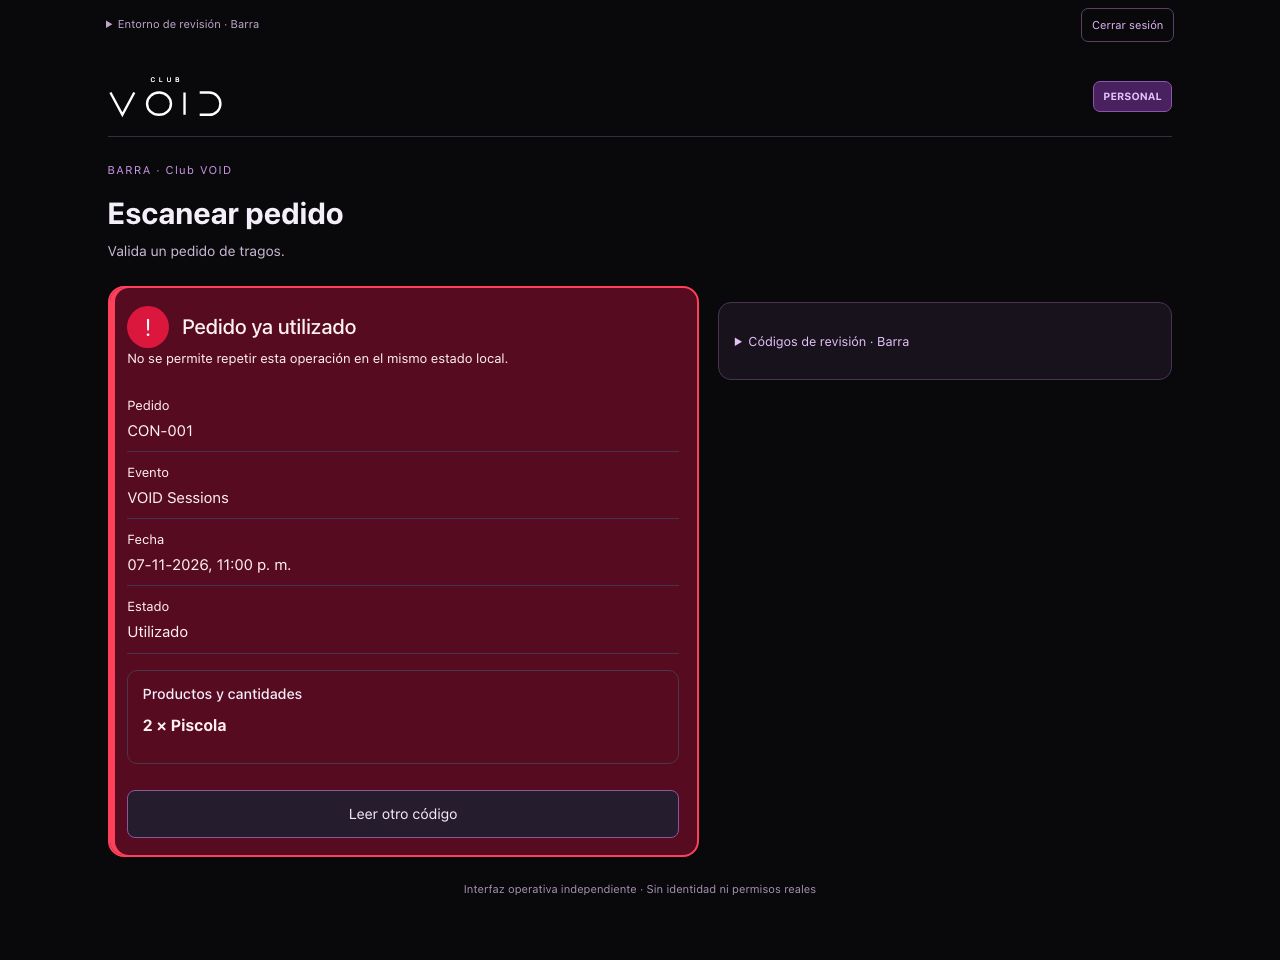 Entorno de revisión · Barra
Cerrar sesión
CLUB
VOID
PERSONAL
BARRA · Club VOID
Escanear pedido
Valida un pedido de tragos.
!
Pedido ya utilizado
No se permite repetir esta operación en el mismo estado local.
Pedido
CON-001
Evento
VOID Sessions
Fecha
07-11-2026, 11:00 p. m.
Estado
Utilizado
Productos y cantidades
2 × Piscola
Leer otro código
Códigos de revisión · Barra
Interfaz operativa independiente · Sin identidad ni permisos reales